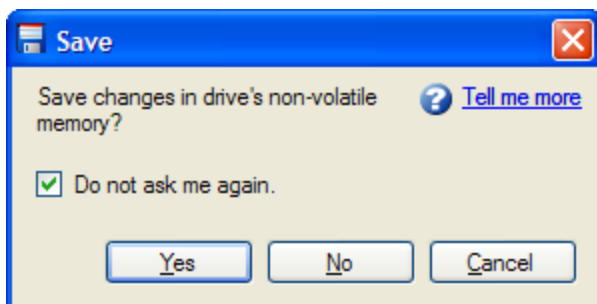 Save
Save changes in drive's non-volatile
memory?
Tell me more
Do not ask me again.
Yes
No
Cancel